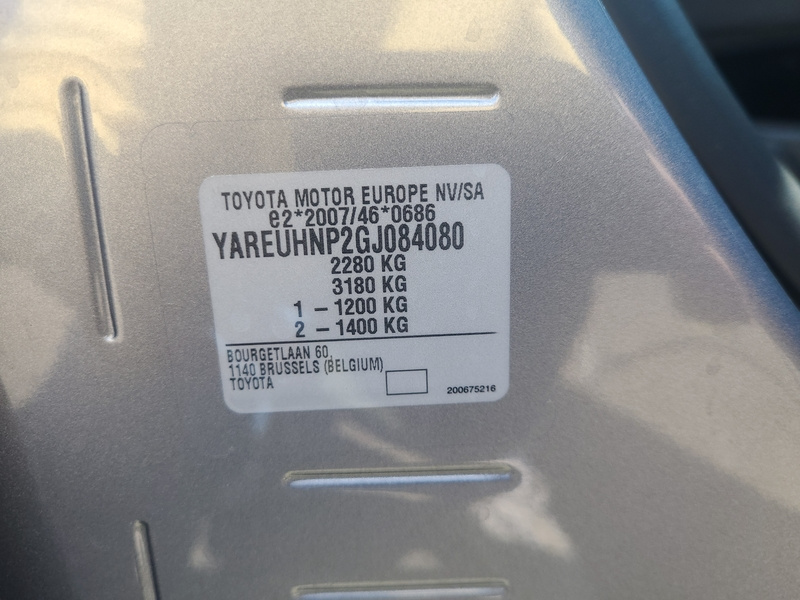 TOYOTA MOTOR EUROPE NV/SA
e2*2007/46*0686
YAREUHNP2GJ084080
2280 KG
3180 KG
1 – 1200 KG
2 – 1400 KG
BOURGETLAAN 60,
1140 BRUSSELS (BELGIUM)
TOYOTA
200675216